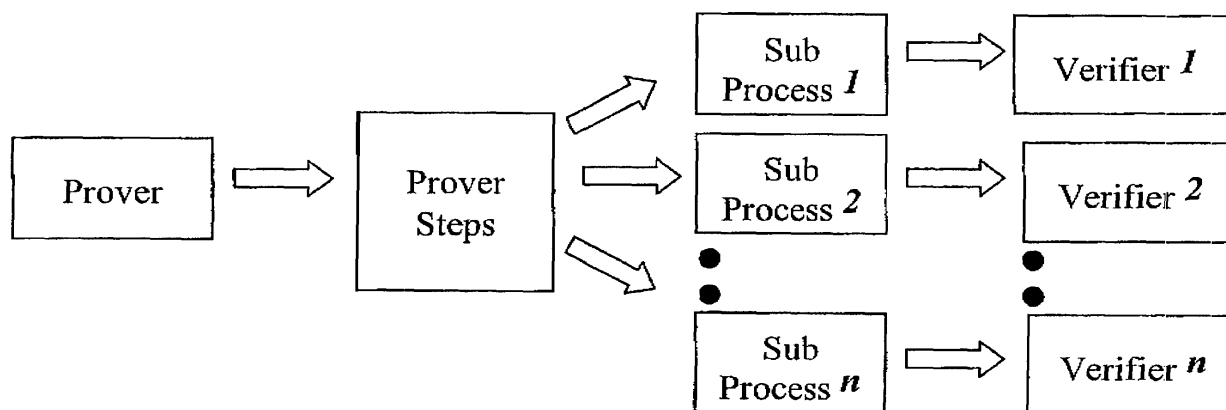 Prover
Prover
Steps
Sub
Process 1
Verifier 1
Sub
Process 2
Verifier 2
Sub
Process n
Verifier n